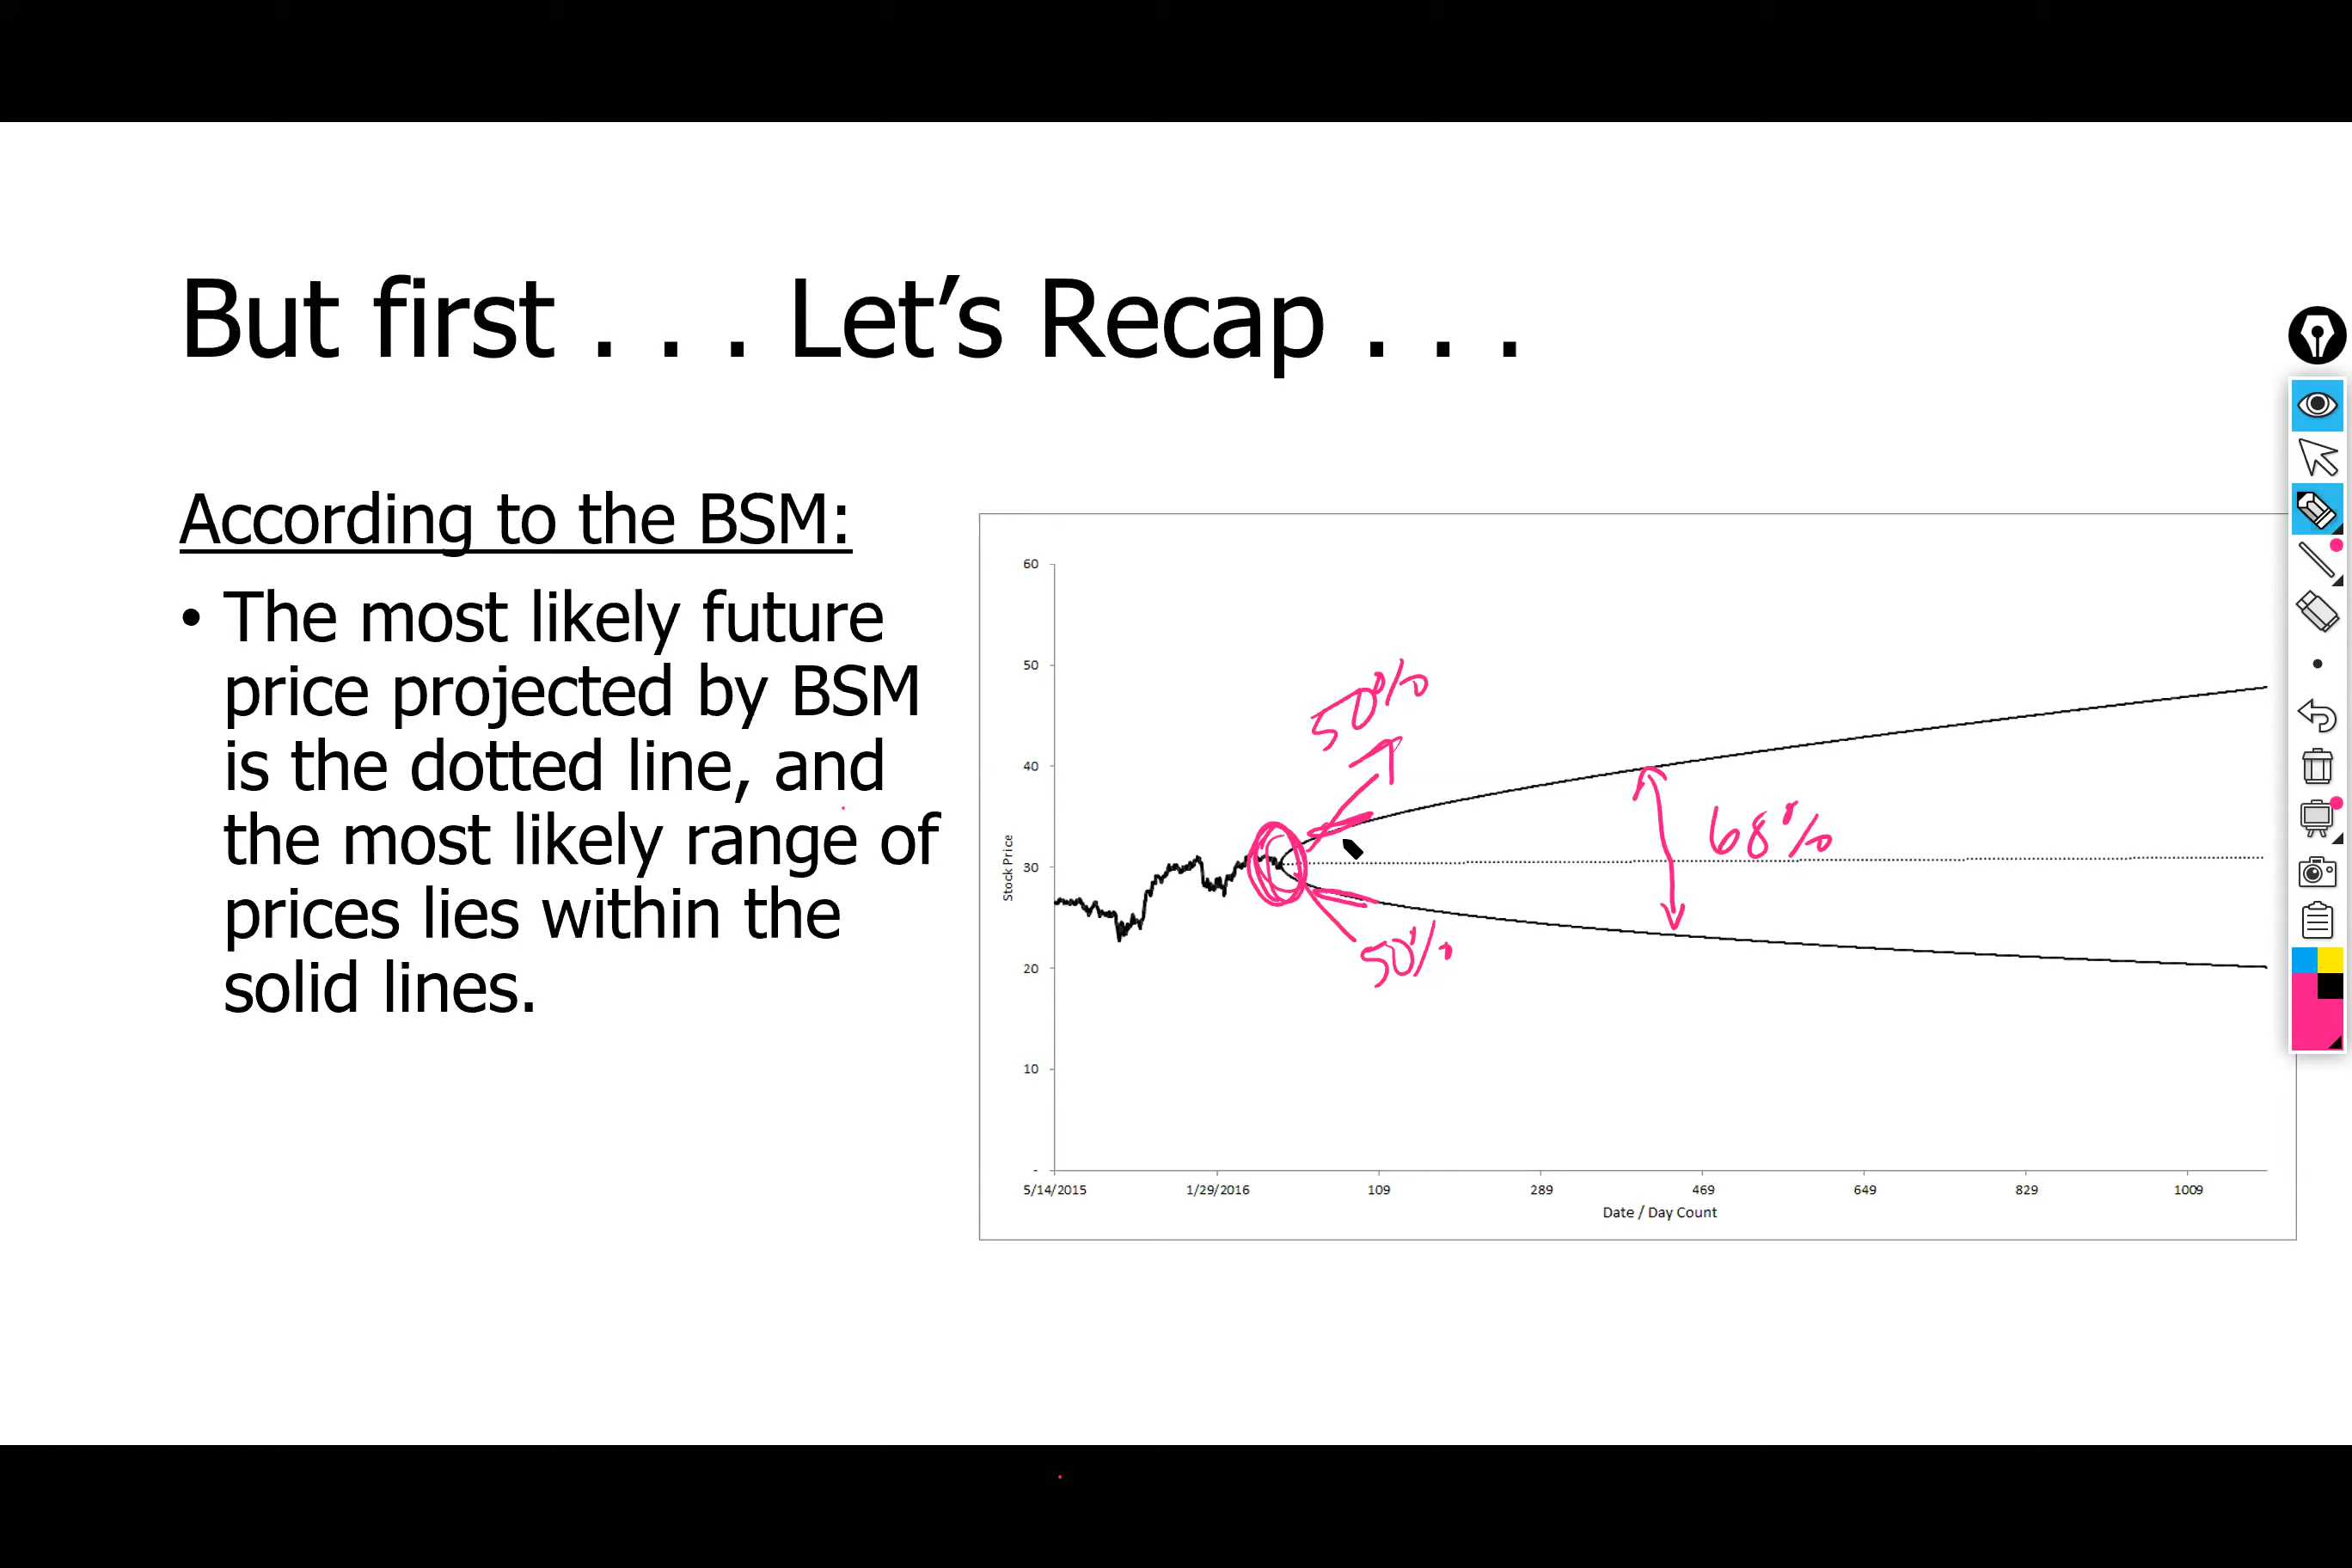 But first . . . Let’s Recap . . .
According to the BSM:
• The most likely future
price projected by BSM
is the dotted line, and
the most likely range of
prices lies within the
solid lines.
60
50
40
30
20
10
-
Stock Price
5/14/2015 1/29/2016 109 289 469 649 829 1009
Date / Day Count
50%
68%
50%